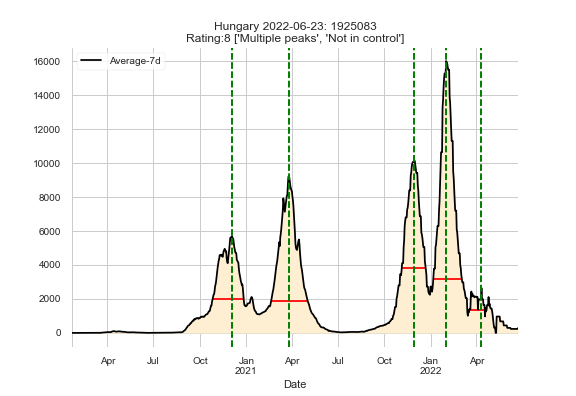 Hungary 2022-06-23: 1925083
Rating:8 ['Multiple peaks', 'Not in control']
Average-7d
16000
14000
12000
10000
8000
6000
4000
2000
0
Apr Jul Oct Jan Apr Jul Oct Jan Apr
2021 2022
Date